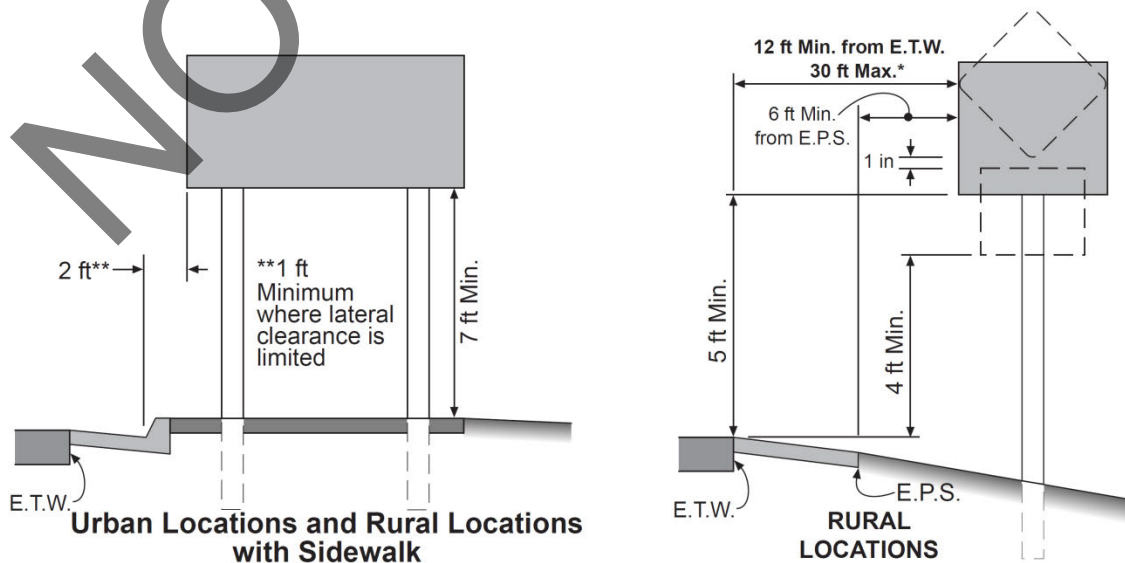 NO
2 ft**
**1 ft
Minimum
where lateral
clearance is
limited
7 ft Min.
E.T.W.
Urban Locations and Rural Locations
with Sidewalk
12 ft Min. from E.T.W.
30 ft Max.*
6 ft Min.
from E.P.S.
1 in
5 ft Min.
4 ft Min.
E.T.W.
E.P.S.
RURAL
LOCATIONS